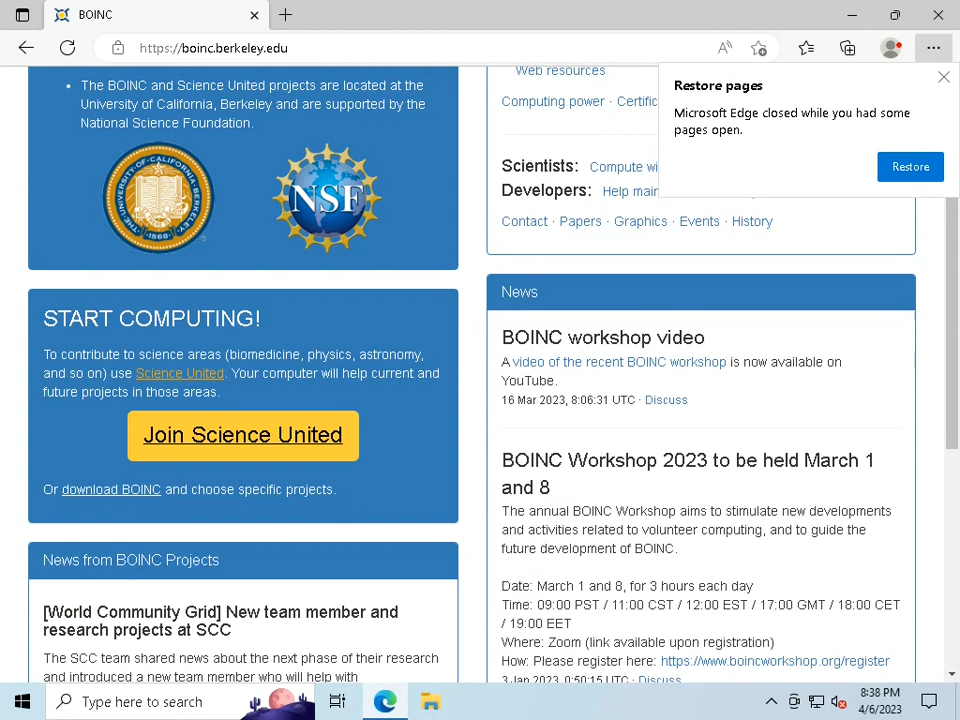 BOINC
https://boinc.berkeley.edu
Restore pages
Microsoft Edge closed while you had some
pages open.
Restore
The BOINC and Science United projects are located at the
University of California, Berkeley and are supported by the
National Science Foundation.
NSF
START COMPUTING!
To contribute to science areas (biomedicine, physics, astronomy,
and so on) use Science United. Your computer will help current and
future projects in those areas.
Join Science United
Or download BOINC and choose specific projects.
News from BOINC Projects
[World Community Grid] New team member and
research projects at SCC
The SCC team shared news about the next phase of their research
and introduced a new team member who will help with
Web resources
Computing power · Certific
Scientists: Compute wi
Developers: Help main
Contact · Papers · Graphics · Events · History
News
BOINC workshop video
A video of the recent BOINC workshop is now available on
YouTube.
16 Mar 2023, 8:06:31 UTC · Discuss
BOINC Workshop 2023 to be held March 1
and 8
The annual BOINC Workshop aims to stimulate new developments
and activities related to volunteer computing, and to guide the
future development of BOINC.
Date: March 1 and 8, for 3 hours each day
Time: 09:00 PST / 11:00 CST / 12:00 EST / 17:00 GMT / 18:00 CET
/ 19:00 EET
Where: Zoom (link available upon registration)
How: Please register here: https://www.boincworkshop.org/register
3 Jan 2023, 0:50:15 UTC · Discuss
Type here to search
8:38 PM
4/6/2023